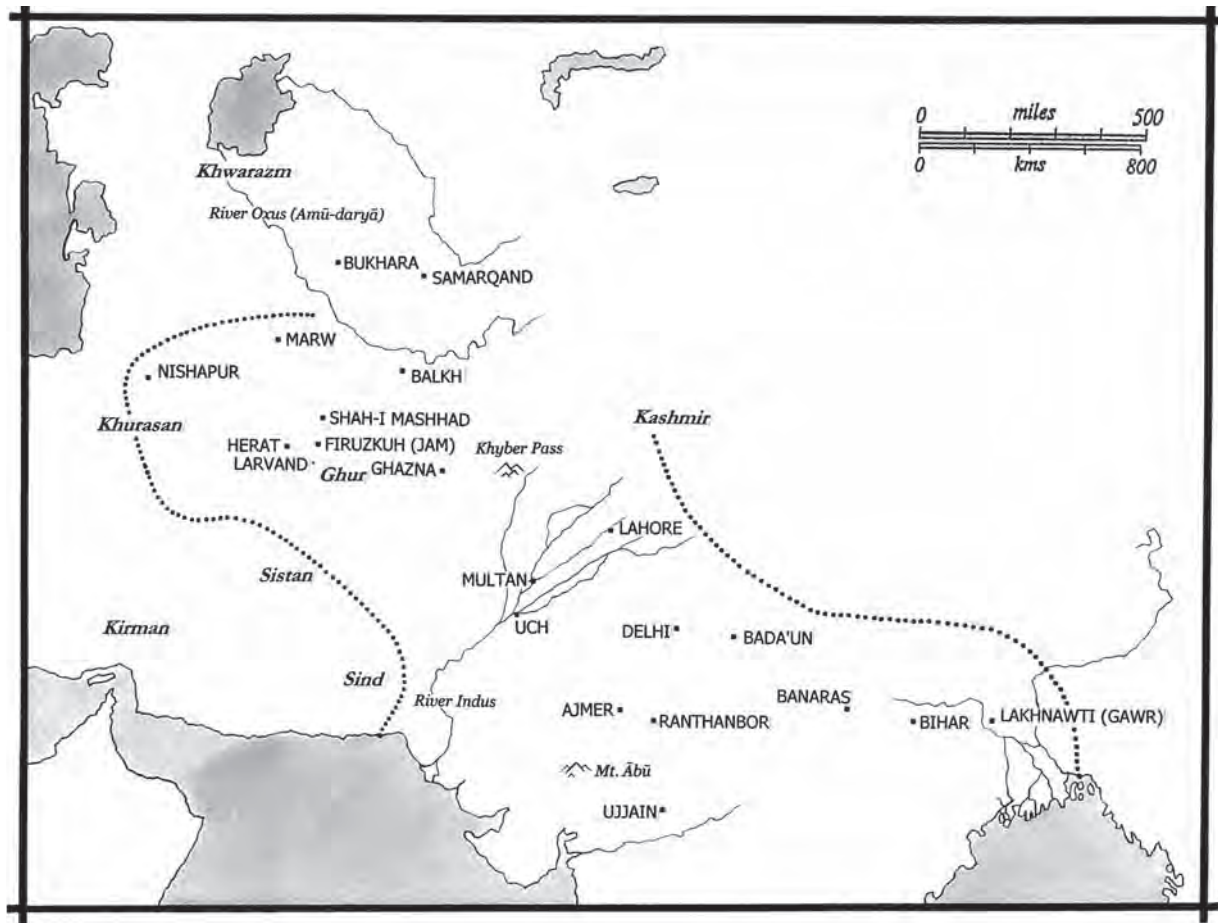 0 miles 500
0 kms 800
Khwarazm
River Oxus (Amū-daryā)
BUKHARA
SAMARQAND
MARW
NISHAPUR
BALKH
Khurasan
SHAH-I MASHHAD
Kashmir
HERAT
FIRUZKUH (JAM)
Khyber Pass
LARVAND
Ghur
GHAZNA
LAHORE
Sistan
MULTAN
Kirman
UCH
DELHI
BADA'UN
Sind
River Indus
BANARAS
AJMER
RANTHANBOR
BIHAR
LAKHNAWTI (GAWR)
Mt. Ābū
UJJAIN